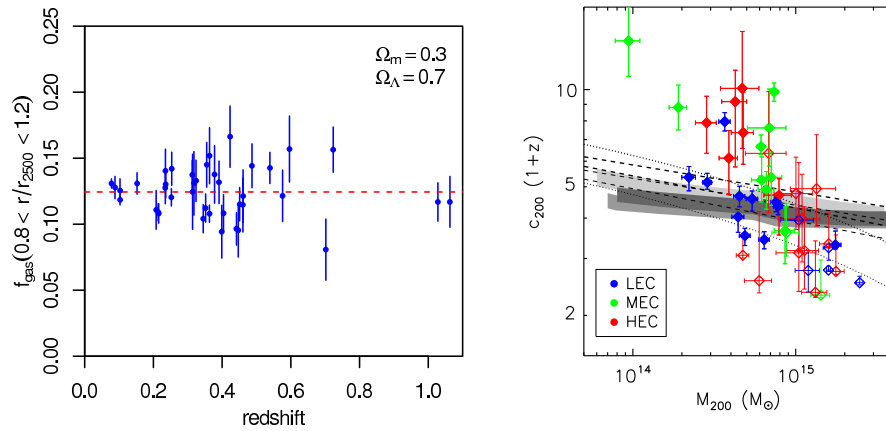 0.25
0.20
0.15
0.10
0.05
0.00
f_gas(0.8 < r/r_2500 < 1.2)
Ω_m = 0.3
Ω_Λ = 0.7
0.0 0.2 0.4 0.6 0.8 1.0
redshift
10
5
2
c_200 (1+z)
LEC
MEC
HEC
10^14 10^15
M_200 (M_⊙)